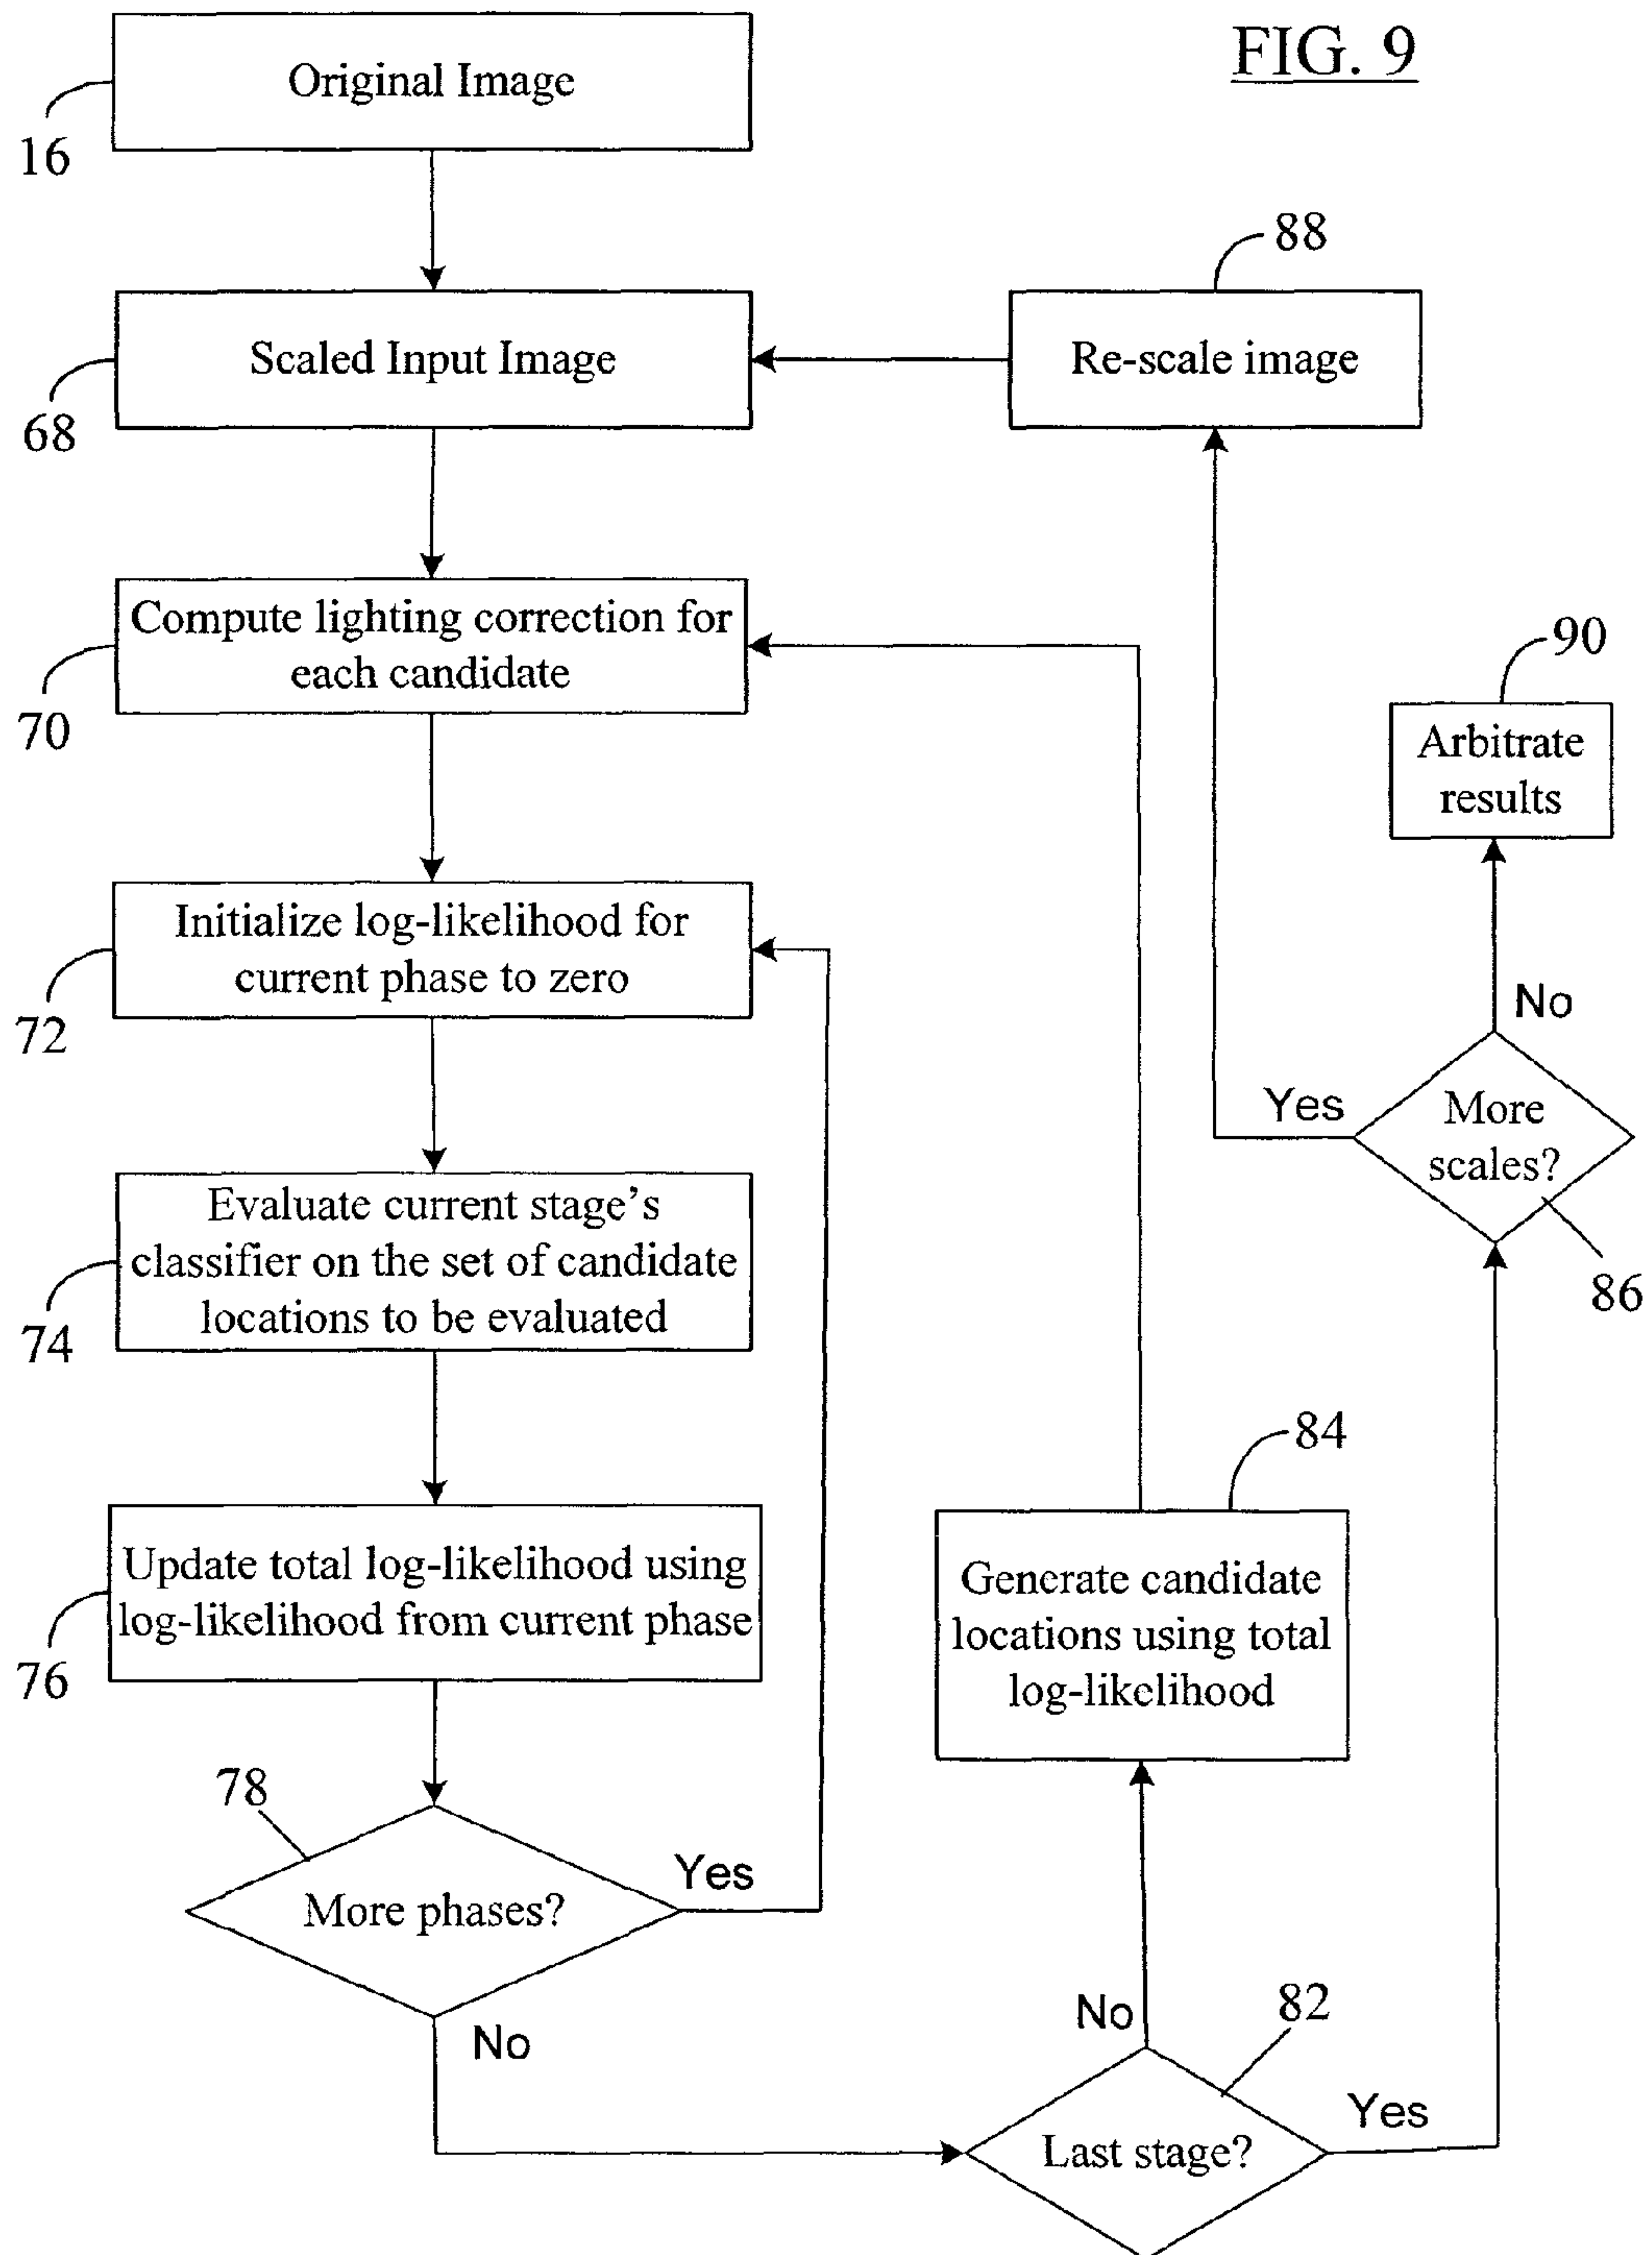 FIG. 9
Original Image
16
88
Scaled Input Image
Re-scale image
68
Compute lighting correction for
each candidate
70
90
Arbitrate
results
Initialize log-likelihood for
current phase to zero
72
No
Yes
More
scales?
86
Evaluate current stage's
classifier on the set of candidate
locations to be evaluated
74
84
Generate candidate
locations using total
log-likelihood
Update total log-likelihood using
log-likelihood from current phase
76
78
Yes
More phases?
No
No
82
Yes
Last stage?